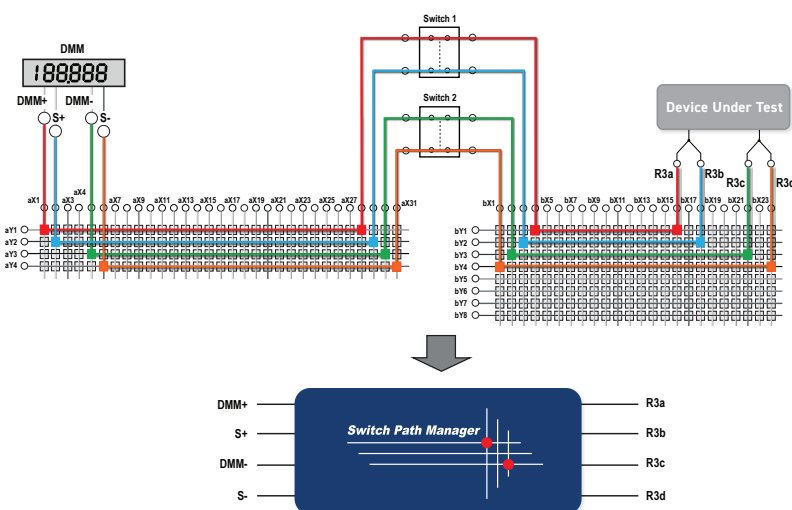 Switch 1
DMM
188,888
DMM+
DMM-
S+
S-
Switch 2
Device Under Test
R3a
R3b
R3c
R3d
aX1
aX3
aX4
aX7
aX9
aX11
aX13
aX15
aX17
aX19
aX21
aX23
aX25
aX27
aX31
bX1
bX5
bX7
bX9
bX11
bX13
bX15
bX17
bX19
bX21
bX23
aY1
aY2
aY3
aY4
bY1
bY2
bY3
bY4
bY5
bY6
bY7
bY8
DMM+
S+
DMM-
S-
Switch Path Manager
R3a
R3b
R3c
R3d